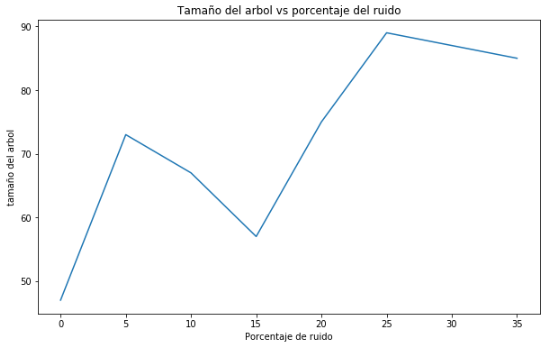 Tamaño del arbol vs porcentaje del ruido
90
80
70
60
50
tamaño del arbol
0 5 10 15 20 25 30 35
Porcentaje de ruido